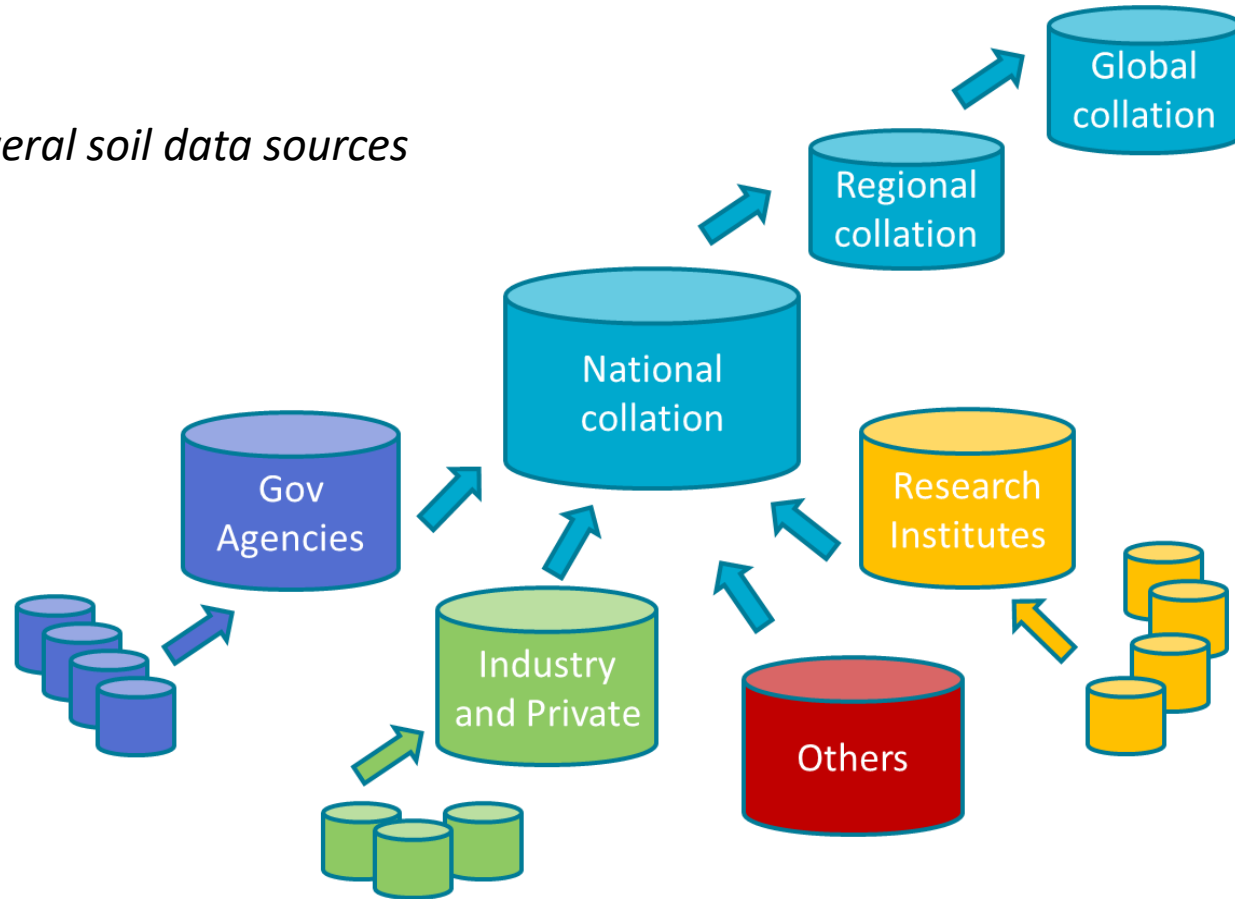 eral soil data sources
Global
collation
Regional
collation
National
collation
Gov
Agencies
Research
Institutes
Industry
and Private
Others